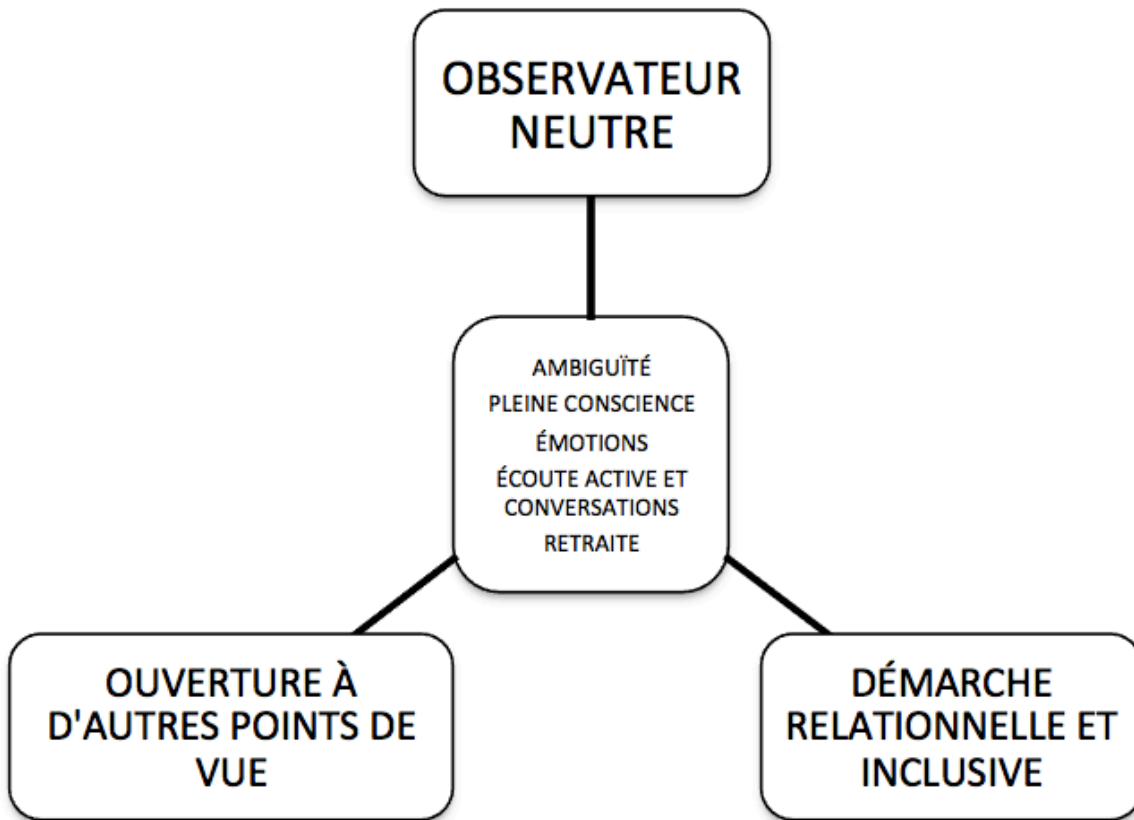 OBSERVATEUR
NEUTRE
AMBIGUÏTÉ
PLEINE CONSCIENCE
ÉMOTIONS
ÉCOUTE ACTIVE ET
CONVERSATIONS
RETRAITE
OUVERTURE À
D'AUTRES POINTS DE
VUE
DÉMARCHE
RELATIONNELLE ET
INCLUSIVE